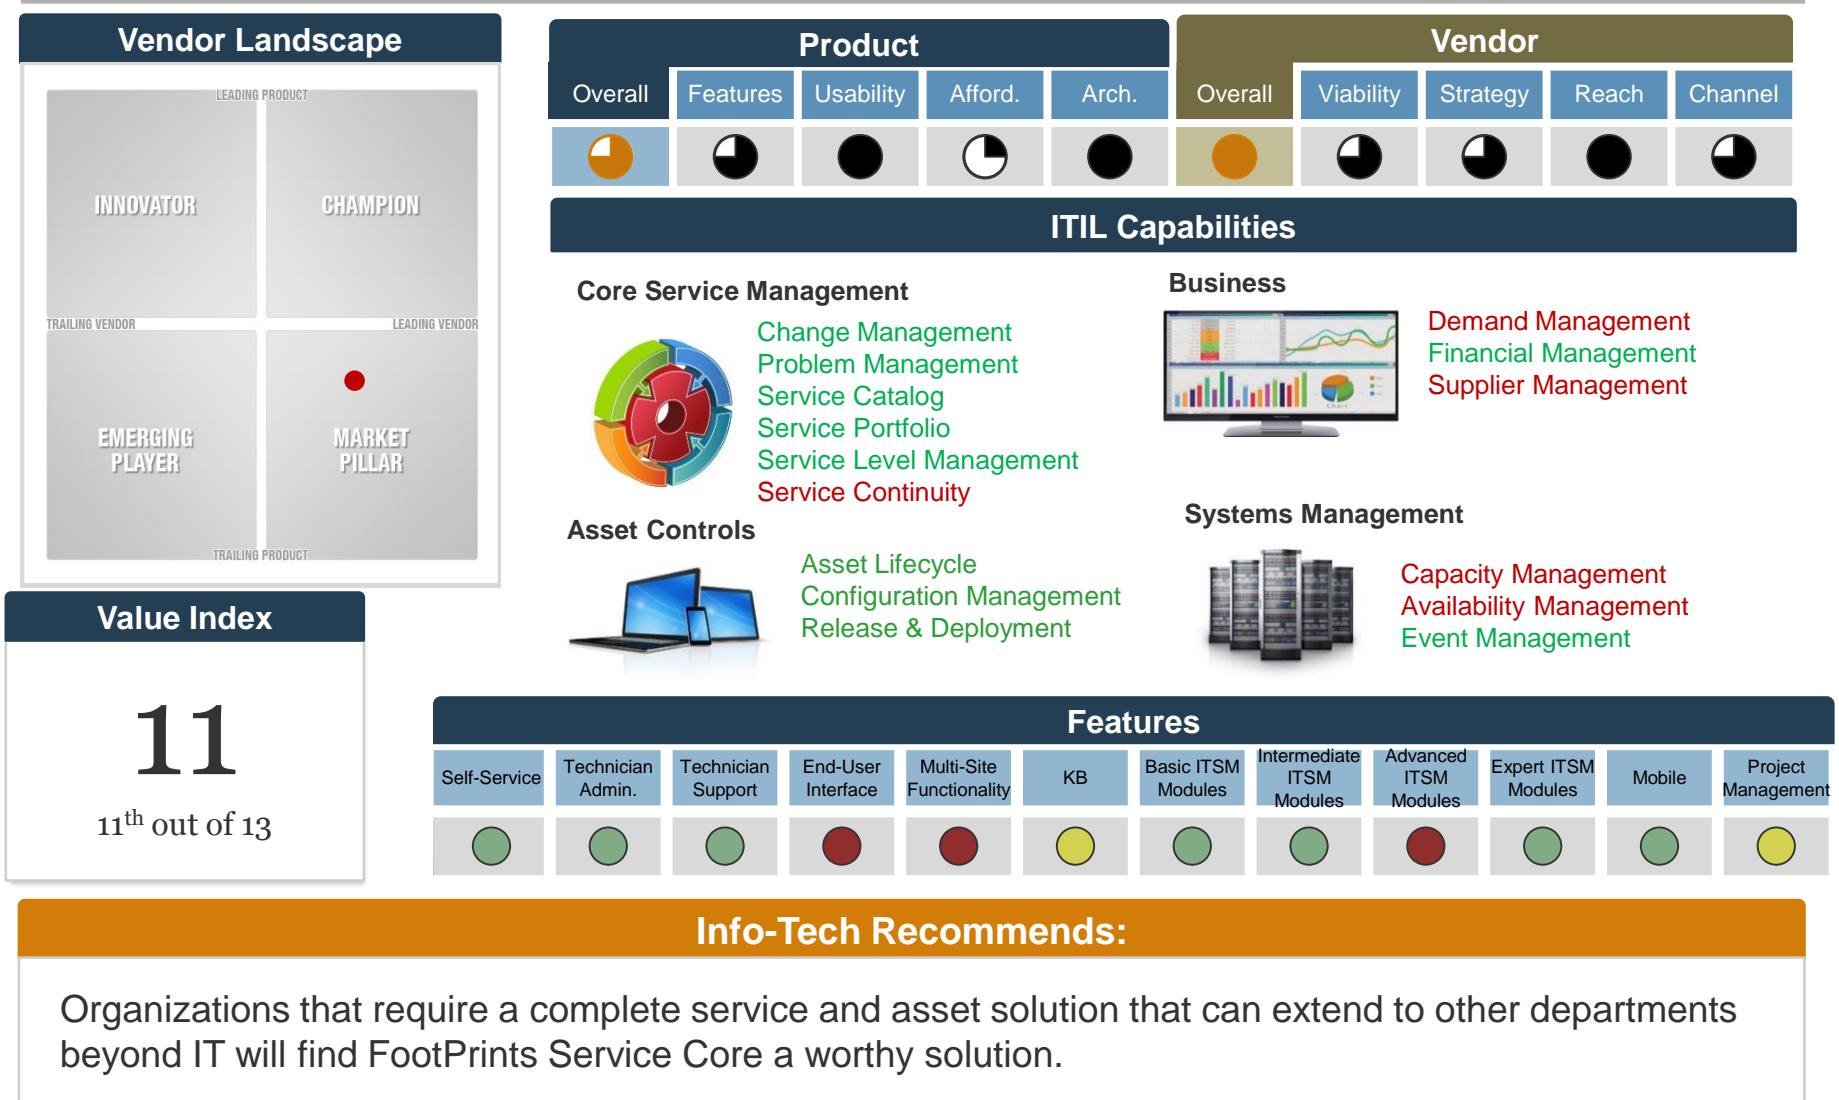 Vendor Landscape
LEADING PRODUCT
INNOVATOR
CHAMPION
TRAILING VENDOR
LEADING VENDOR
EMERGING
PLAYER
MARKET
PILLAR
TRAILING PRODUCT
Product
Vendor
Overall
Features
Usability
Afford.
Arch.
Overall
Viability
Strategy
Reach
Channel
ITIL Capabilities
Core Service Management
Change Management
Problem Management
Service Catalog
Service Portfolio
Service Level Management
Service Continuity
Business
Chart
Demand Management
Financial Management
Supplier Management
Asset Controls
Asset Lifecycle
Configuration Management
Release & Deployment
Systems Management
Capacity Management
Availability Management
Event Management
Value Index
11
11th out of 13
Features
Self-Service
Technician
Admin.
Technician
Support
End-User
Interface
Multi-Site
Functionality
KB
Basic ITSM
Modules
Intermediate
ITSM
Modules
Advanced
ITSM
Modules
Expert ITSM
Modules
Mobile
Project
Management
Info-Tech Recommends:
Organizations that require a complete service and asset solution that can extend to other departments
beyond IT will find FootPrints Service Core a worthy solution.